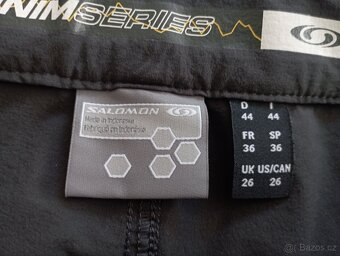 NIMSERIES
SALOMON
Made in Indonesia
Fabriqué en Indonésie
D I
44 44
FR SP
36 36
UK US/CAN
26 26
bazos.cz